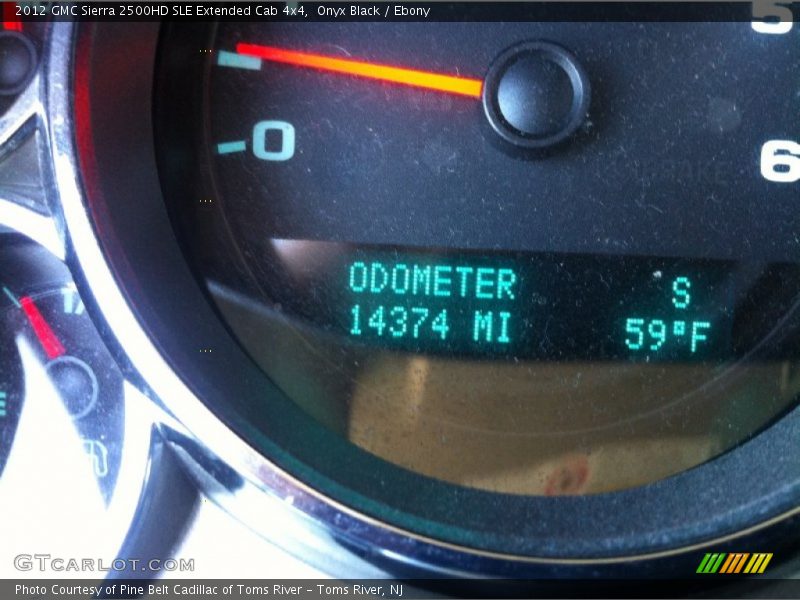 2012 GMC Sierra 2500HD SLE Extended Cab 4x4, Onyx Black / Ebony
5
0
6
ODOMETER S
14374 MI 59°F
E
GTCARLOT.COM
Photo Courtesy of Pine Belt Cadillac of Toms River - Toms River, NJ